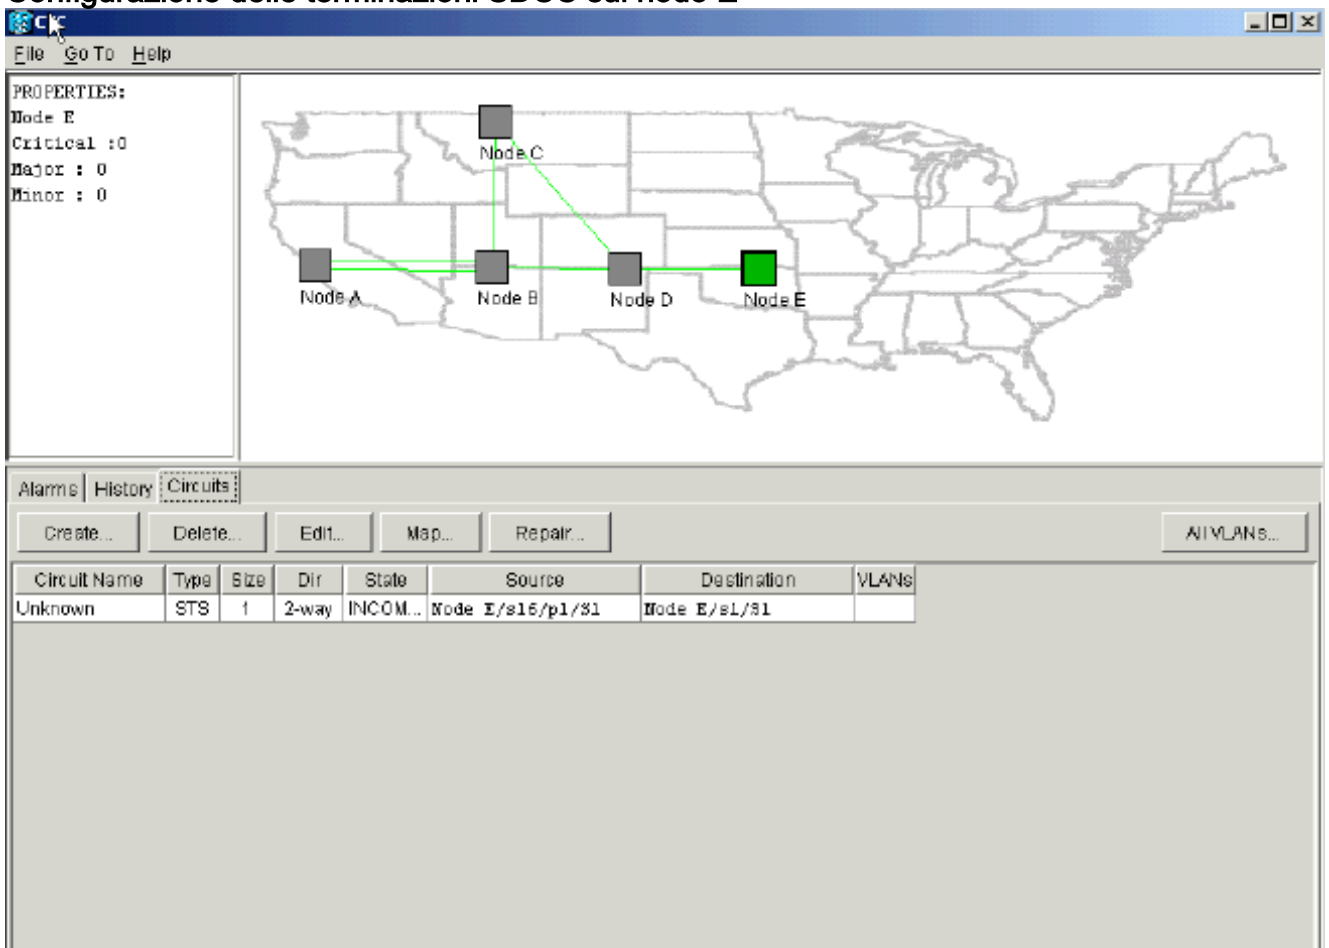 Configurazione delle terminazioni SDCC sul nodo E
CTC
File Go To Help
PROPERTIES:
Node E
Critical :0
Major : 0
Minor : 0
Node C
Node A
Node B
Node D
Node E
Alarms History Circuits
Create... Delete... Edit... Map... Repair... All VLANs...
Circuit Name Type Size Dir State Source Destination VLANs
Unknown STS 1 2-way INCOM... Node E/s16/p1/S1 Node E/s1/S1